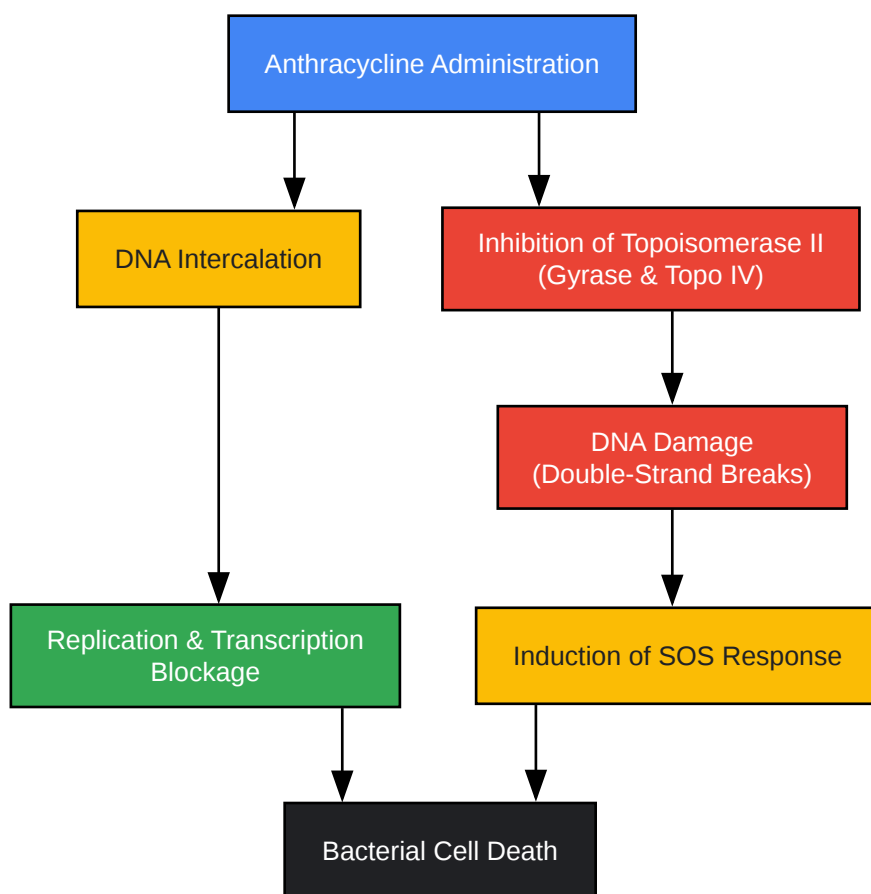 Anthracycline Administration
DNA Intercalation
Inhibition of Topoisomerase II
(Gyrase & Topo IV)
DNA Damage
(Double-Strand Breaks)
Replication & Transcription
Blockage
Induction of SOS Response
Bacterial Cell Death